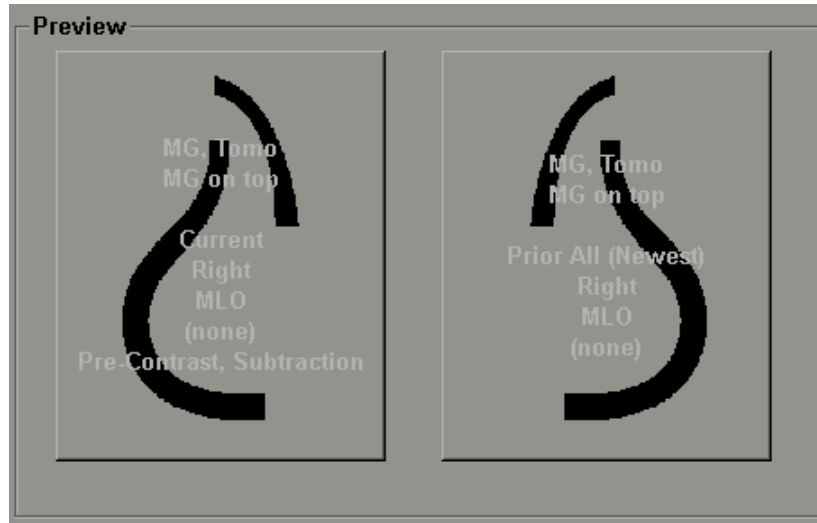 Preview
MG, Tomo
MG on top
Current
Right
MLO
(none)
Pre-Contrast, Subtraction
MG, Tomo
MG on top
Prior All (Newest)
Right
MLO
(none)